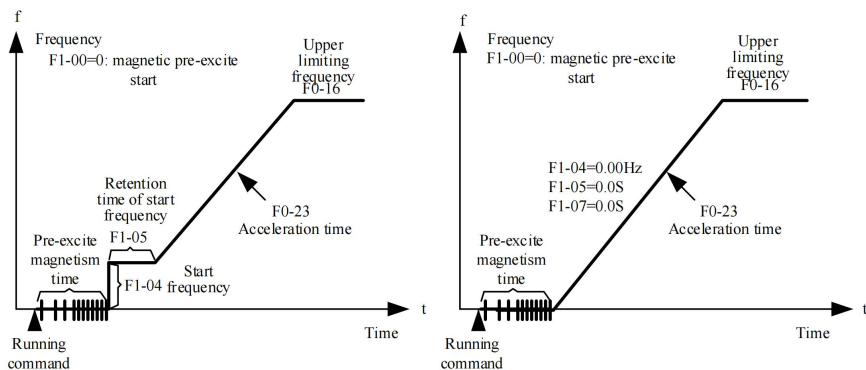 f
Frequency
F1-00=0: magnetic pre-excite
start
Upper
limiting
frequency
F0-16
Retention
time of start
frequency
F1-05
F0-23
Acceleration time
Pre-excite
magnetism
time
F1-04
Start
frequency
t
Time
Running
command
f
Frequency
F1-00=0: magnetic pre-excite
start
Upper
limiting
frequency
F0-16
F1-04=0.00Hz
F1-05=0.0S
F1-07=0.0S
F0-23
Acceleration time
Pre-excite
magnetism
time
t
Time
Running
command